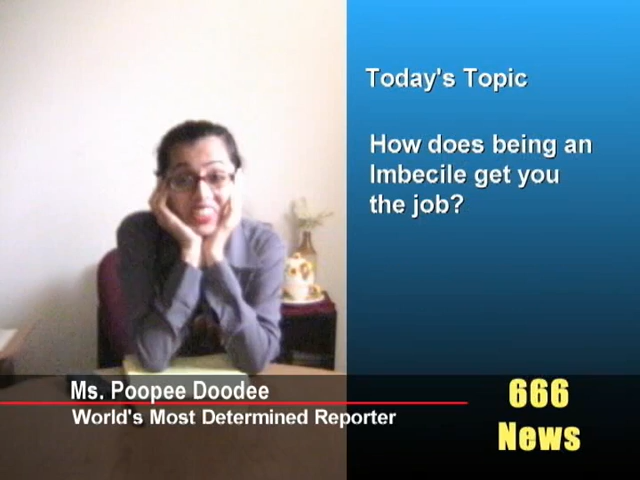 Today's Topic
How does being an
Imbecile get you
the job?
Ms. Poopee Doodee
World's Most Determined Reporter
666
News